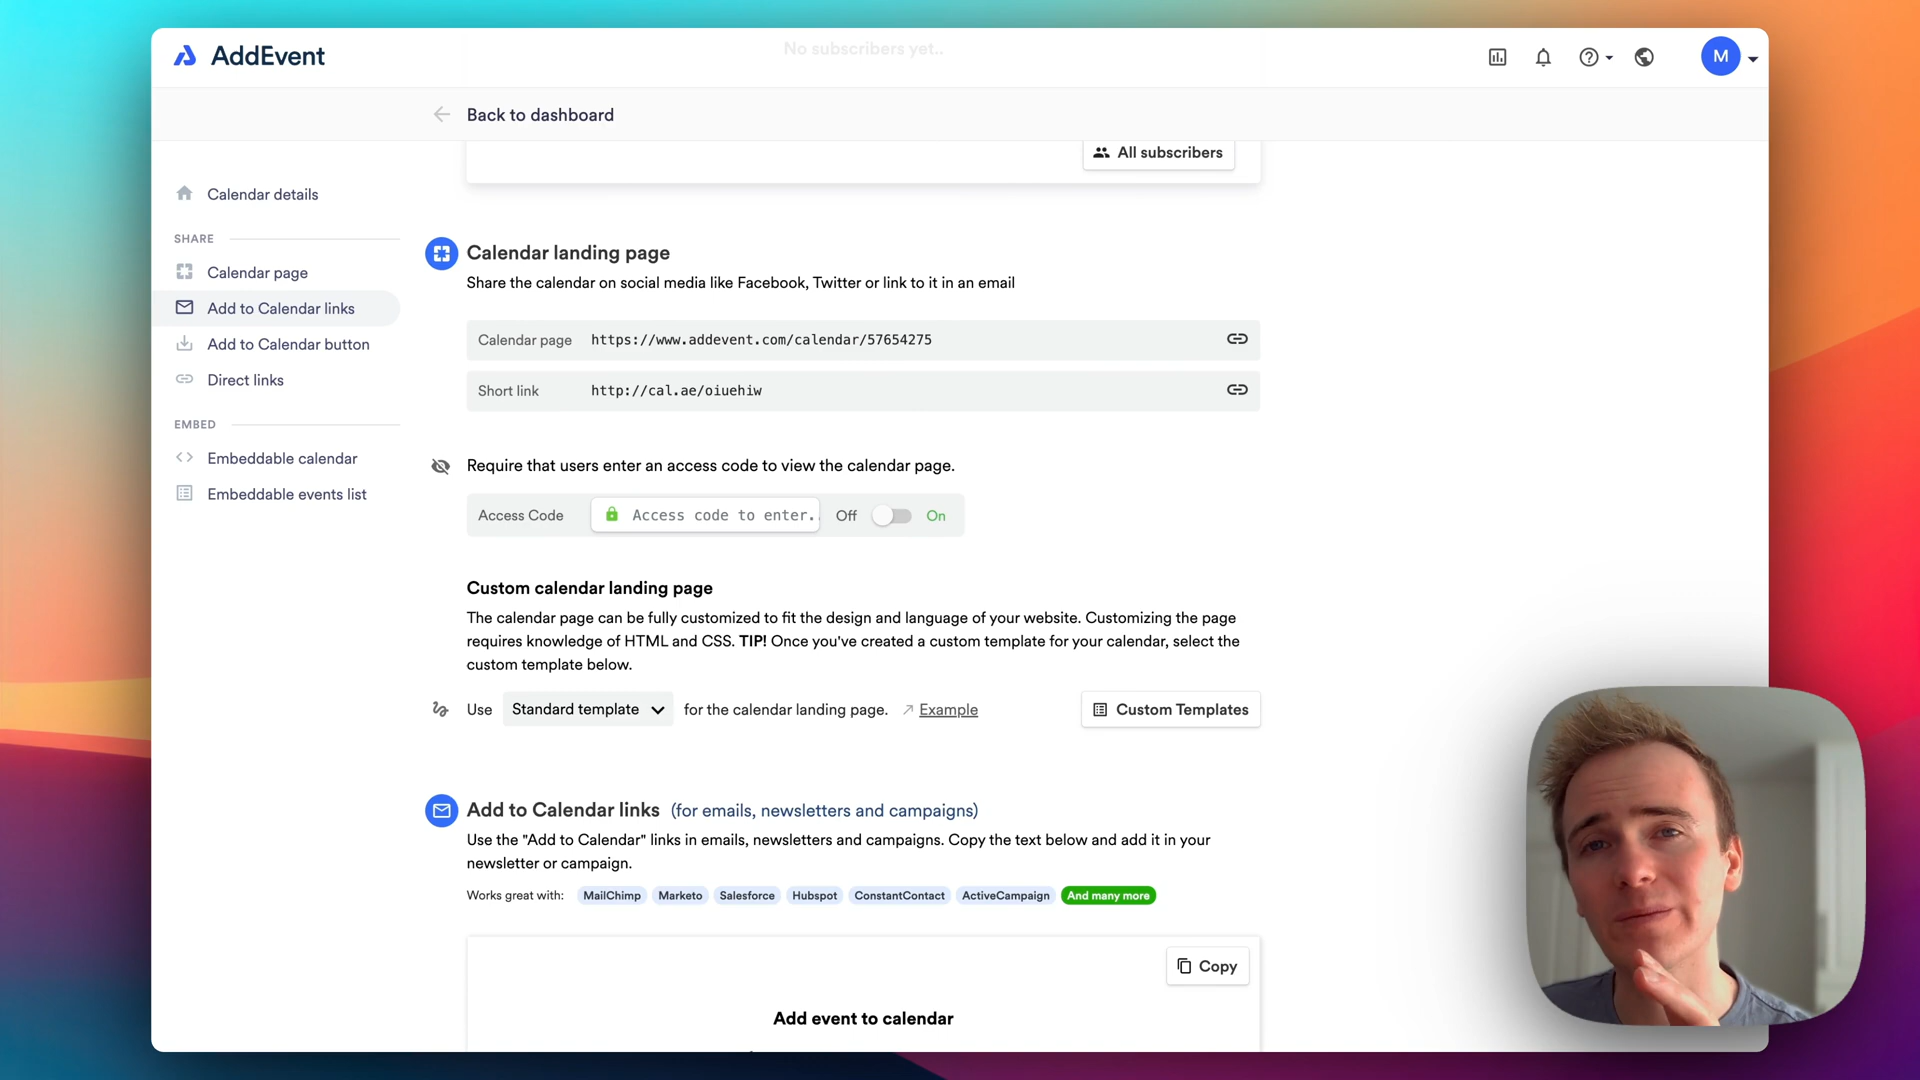 AddEvent
No subscribers yet..
M
Back to dashboard
All subscribers
Calendar details
SHARE
Calendar page
Add to Calendar links
Add to Calendar button
Direct links
EMBED
Embeddable calendar
Embeddable events list
Calendar landing page
Share the calendar on social media like Facebook, Twitter or link to it in an email
Calendar page https://www.addevent.com/calendar/57654275
Short link http://cal.ae/oiuehiw
Require that users enter an access code to view the calendar page.
Access Code Access code to enter.. Off On
Custom calendar landing page
The calendar page can be fully customized to fit the design and language of your website. Customizing the page
requires knowledge of HTML and CSS. TIP! Once you've created a custom template for your calendar, select the
custom template below.
Use Standard template for the calendar landing page. Example Custom Templates
Add to Calendar links (for emails, newsletters and campaigns)
Use the "Add to Calendar" links in emails, newsletters and campaigns. Copy the text below and add it in your
newsletter or campaign.
Works great with: MailChimp Marketo Salesforce Hubspot ConstantContact ActiveCampaign And many more
Copy
Add event to calendar